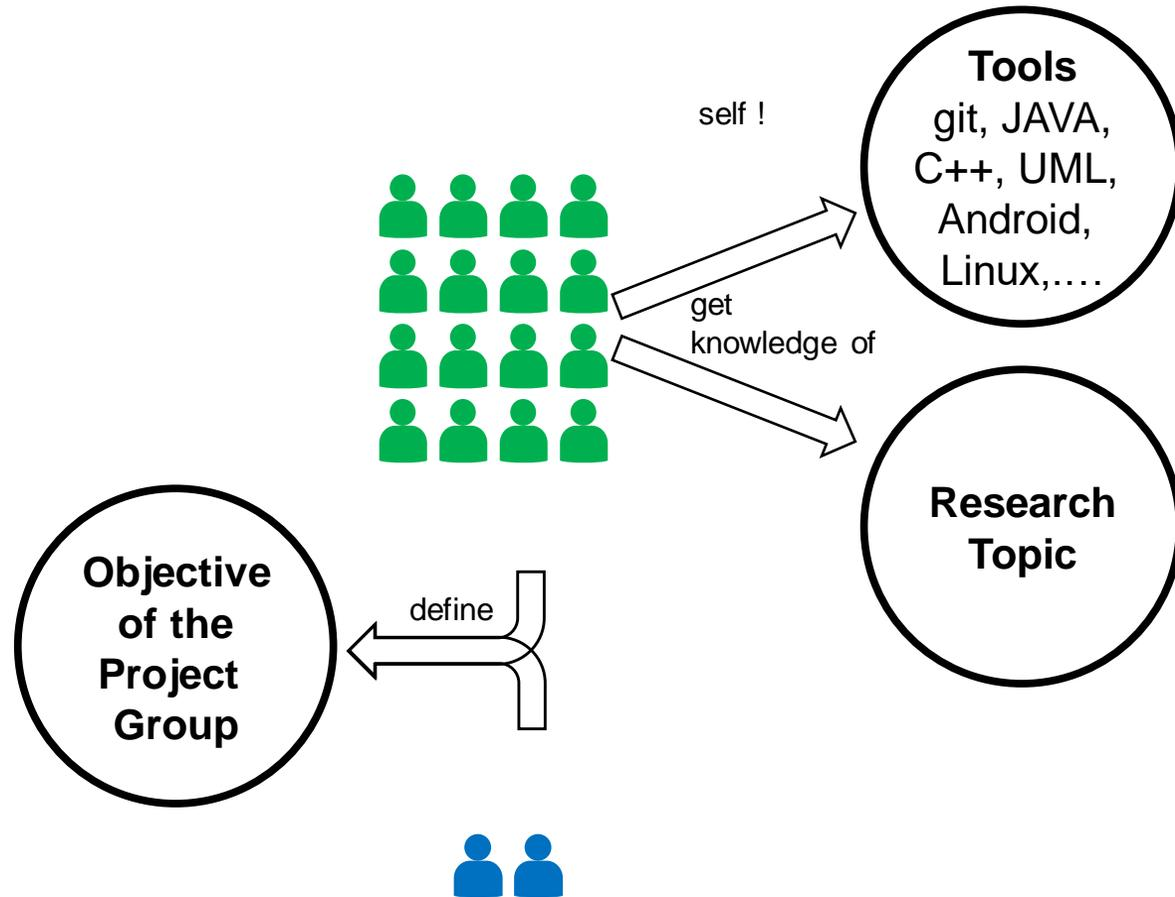 Tools
git, JAVA,
C++, UML,
Android,
Linux,....
self !
get
knowledge of
Research
Topic
Objective
of the
Project
Group
define